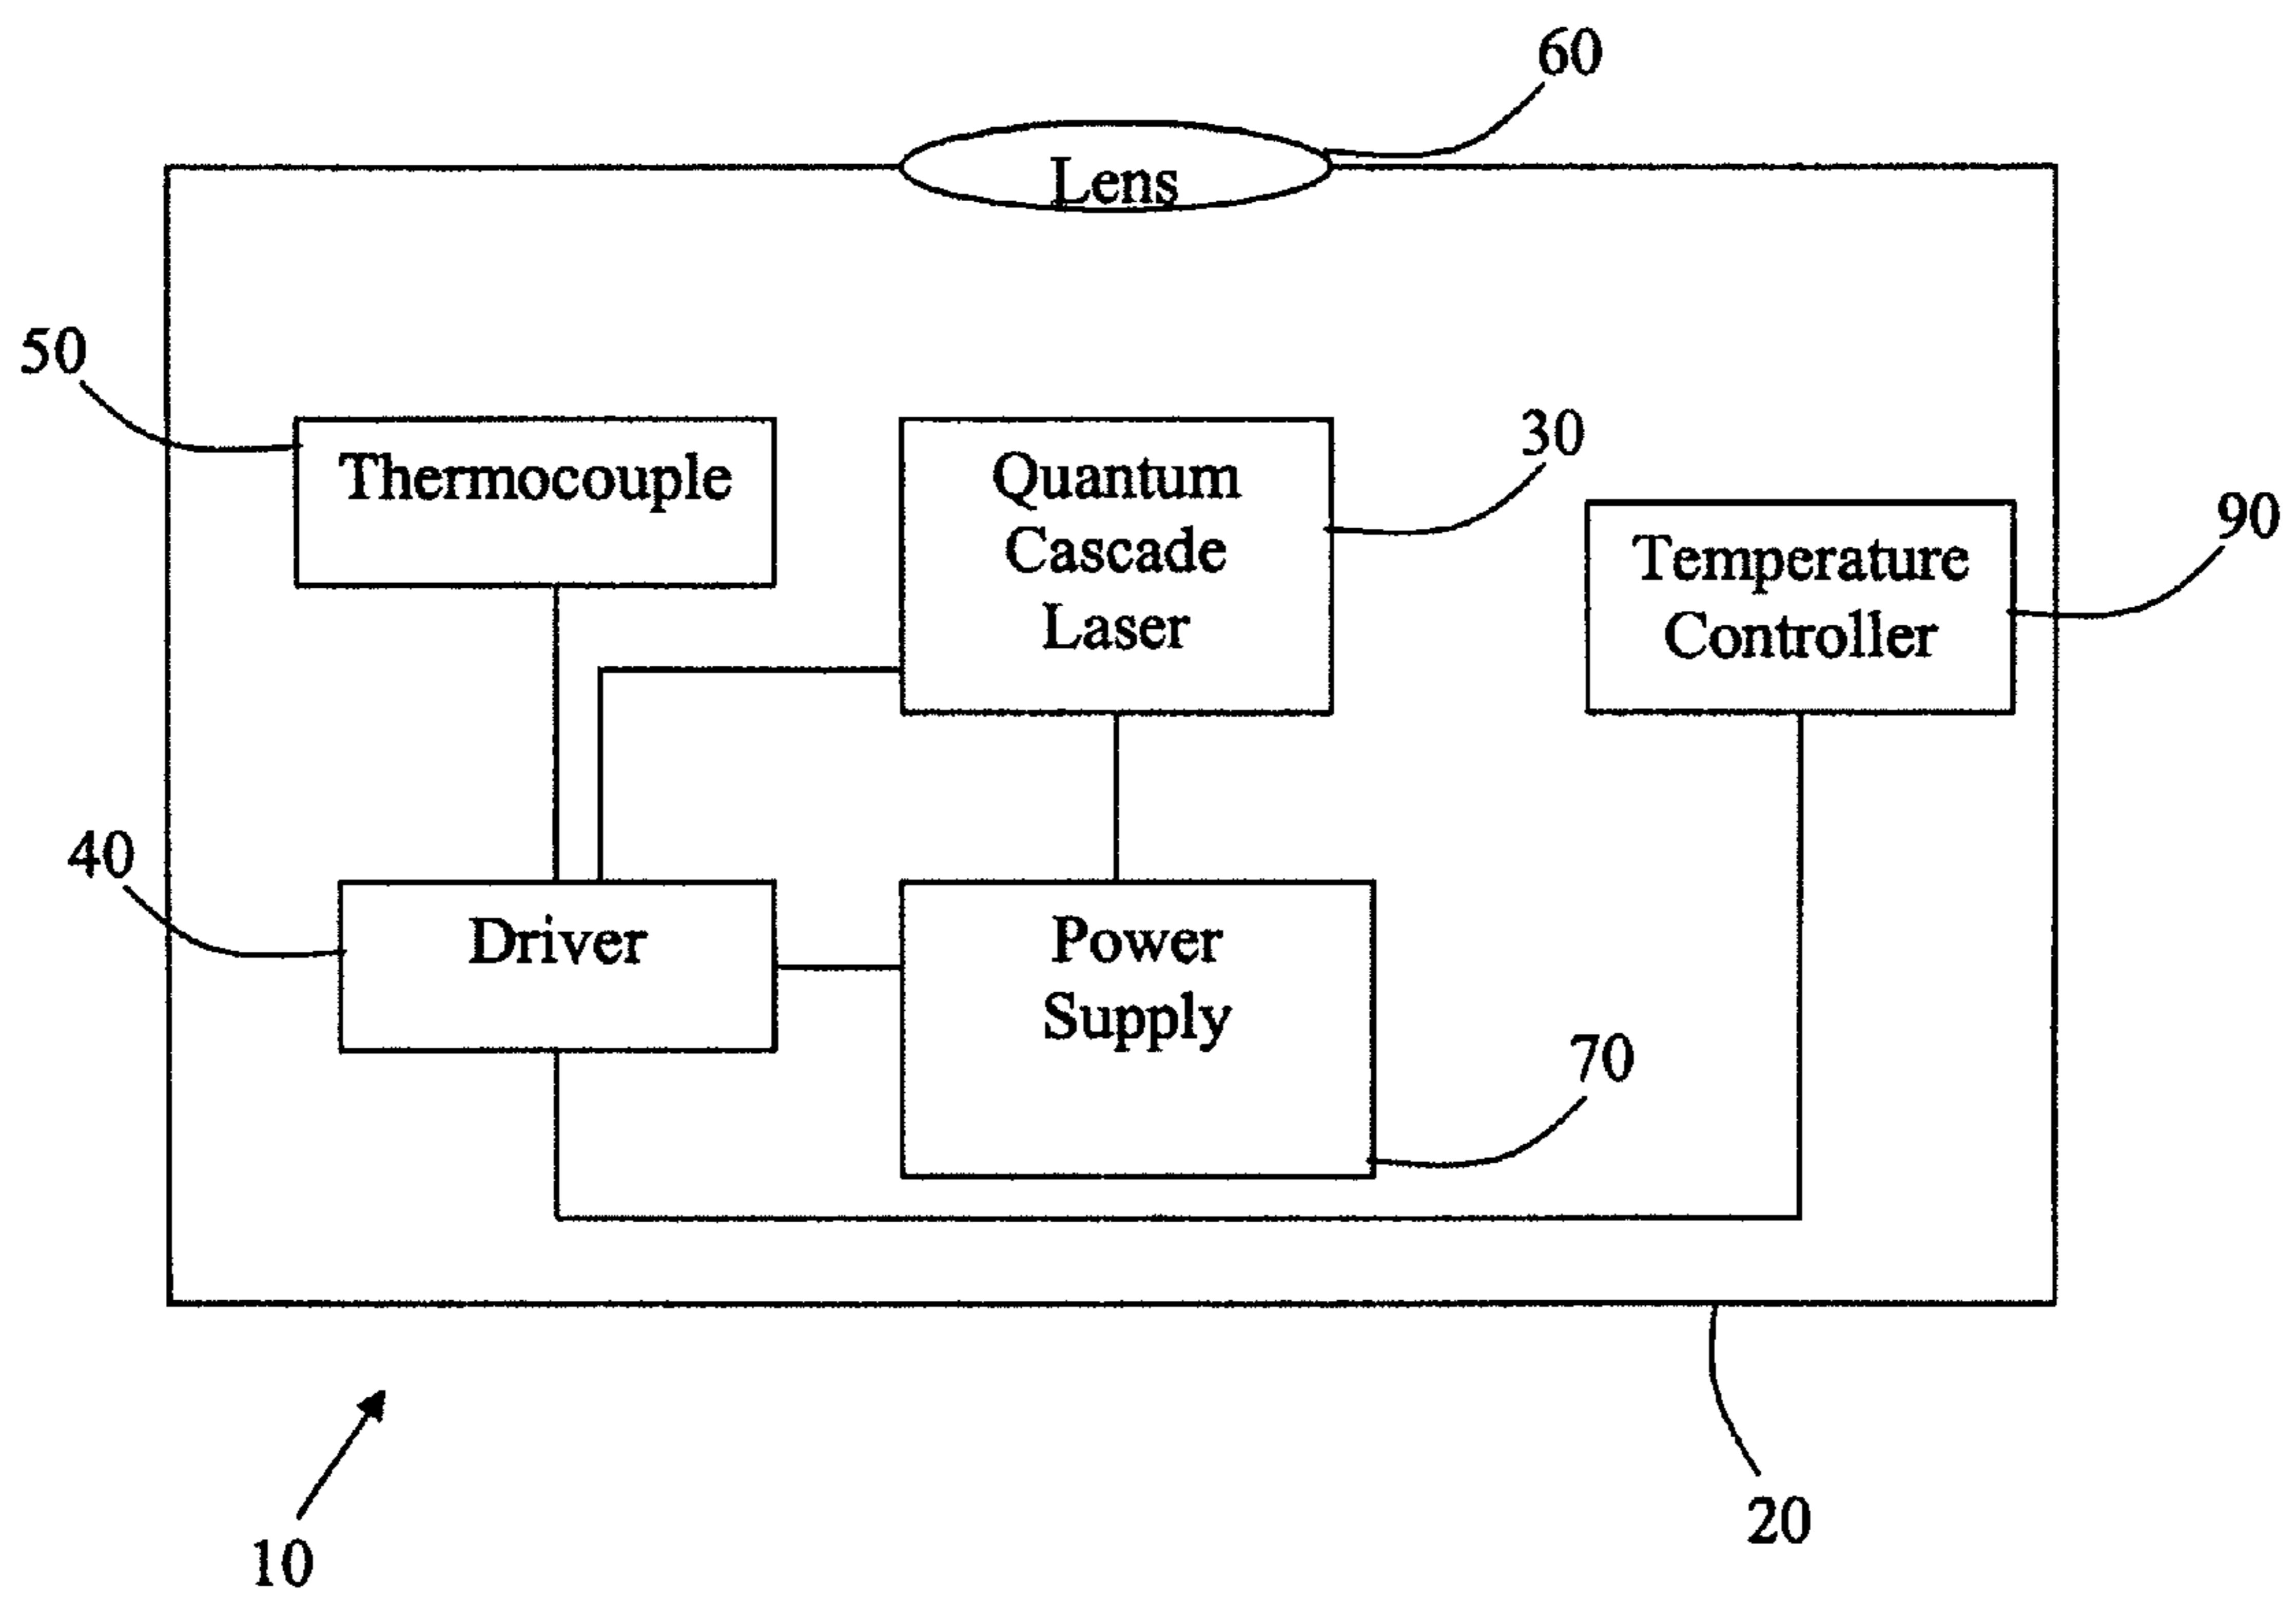 60
Lens
50
Thermocouple
Quantum
Cascade
Laser
30
Temperature
Controller
90
40
Driver
Power
Supply
70
10
20